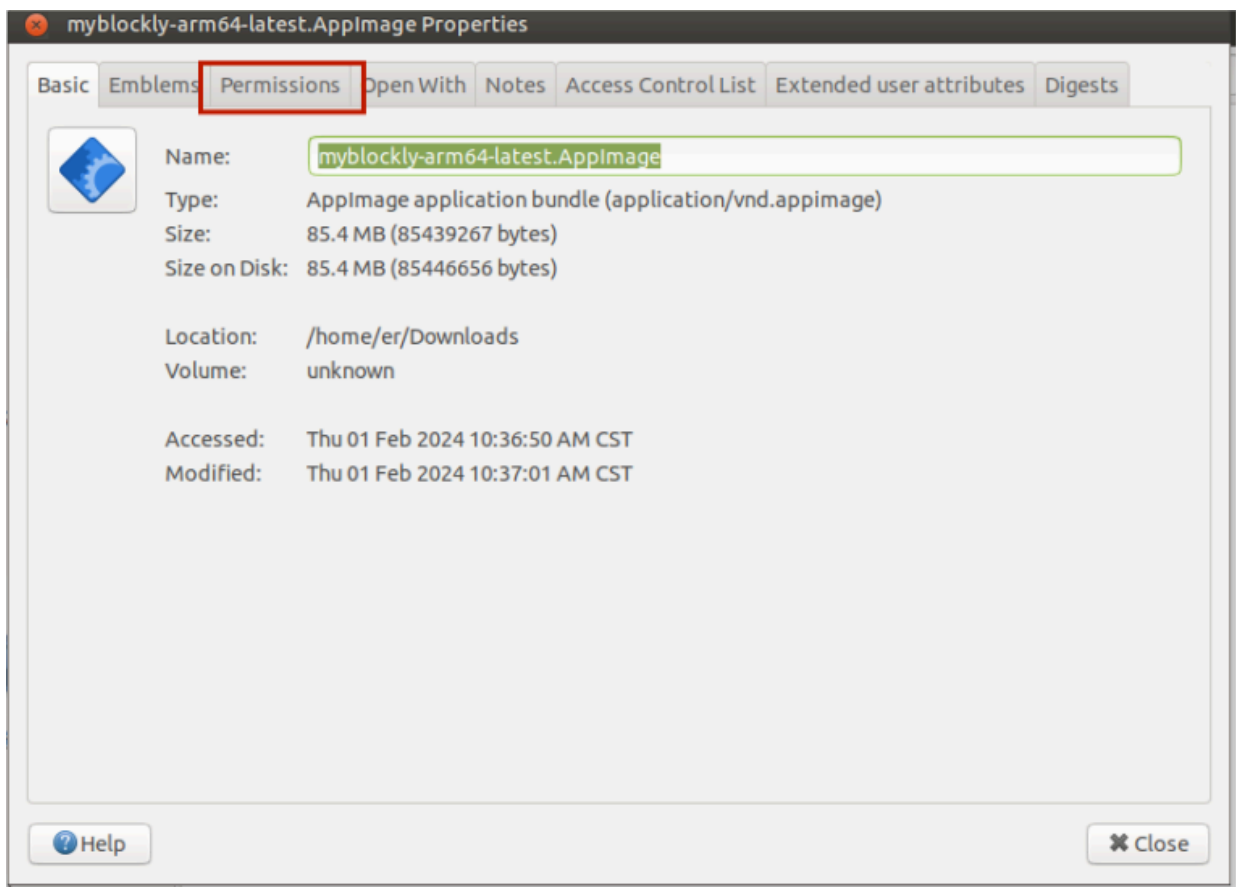 myblockly-arm64-latest.AppImage Properties
Basic Emblems Permissions Open With Notes Access Control List Extended user attributes Digests
Name: myblockly-arm64-latest.AppImage
Type: AppImage application bundle (application/vnd.appimage)
Size: 85.4 MB (85439267 bytes)
Size on Disk: 85.4 MB (85446656 bytes)
Location: /home/er/Downloads
Volume: unknown
Accessed: Thu 01 Feb 2024 10:36:50 AM CST
Modified: Thu 01 Feb 2024 10:37:01 AM CST
Help Close